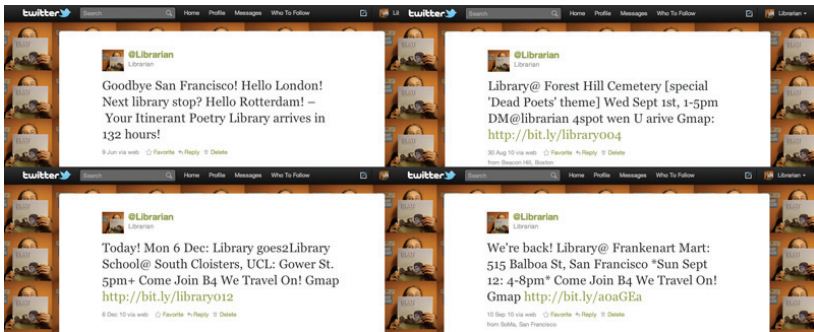 twitter Search Home Profile Messages Who To Follow Li
@Librarian
Librarian
Goodbye San Francisco! Hello London!
Next library stop? Hello Rotterdam! –
Your Itinerant Poetry Library arrives in
132 hours!
9 Jun via web Favorite Reply Delete
twitter Search Home Profile Messages Who To Follow Librarian
@Librarian
Librarian
Library@ Forest Hill Cemetery [special
'Dead Poets' theme] Wed Sept 1st, 1-5pm
DM@librarian 4spot wen U arive Gmap:
http://bit.ly/library004
30 Aug 10 via web Favorite Reply Delete
from Beacon Hill, Boston
twitter Search Home Profile Messages Who To Follow
@Librarian
Librarian
Today! Mon 6 Dec: Library goes2Library
School@ South Cloisters, UCL: Gower St.
5pm+ Come Join B4 We Travel On! Gmap
http://bit.ly/library012
6 Dec 10 via web Favorite Reply Delete
twitter Search Home Profile Messages Who To Follow Librarian
@Librarian
Librarian
We're back! Library@ Frankenart Mart:
515 Balboa St, San Francisco *Sun Sept
12: 4-8pm* Come Join B4 We Travel On!
Gmap http://bit.ly/a0aGEa
10 Sep 10 via web Favorite Reply Delete
from SoMa, San Francisco